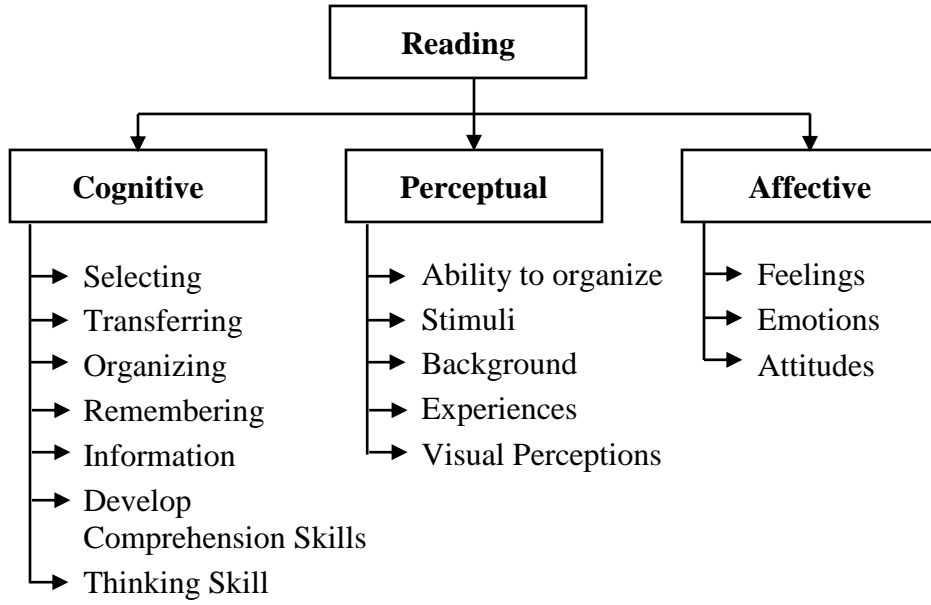 Reading
Cognitive
Selecting
Transferring
Organizing
Remembering
Information
Develop
Comprehension Skills
Thinking Skill
Perceptual
Ability to organize
Stimuli
Background
Experiences
Visual Perceptions
Affective
Feelings
Emotions
Attitudes